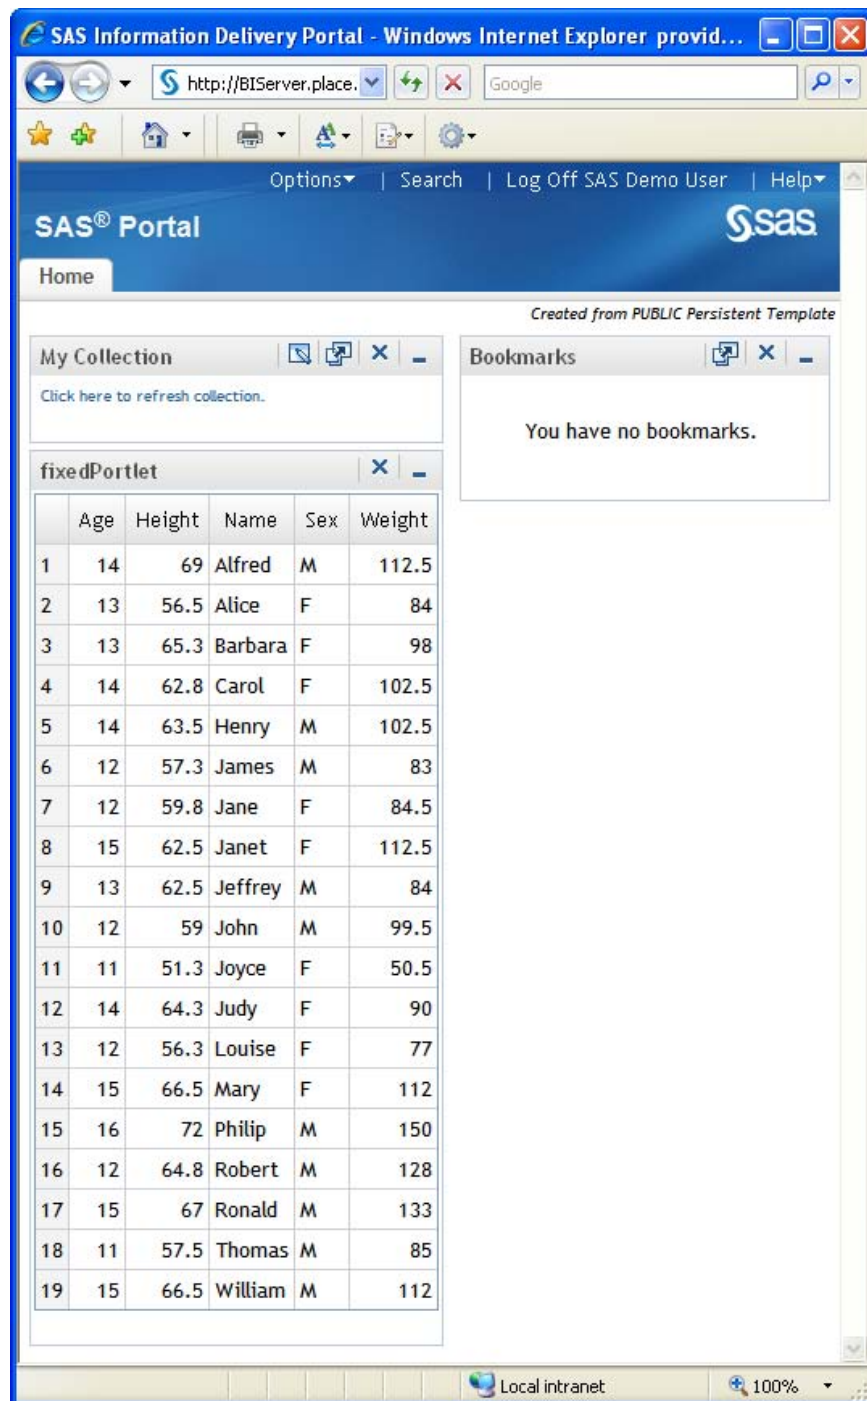 SAS Information Delivery Portal - Windows Internet Explorer provid...
http://BIServer.place.
Google
Options | Search | Log Off SAS Demo User | Help
SAS® Portal
sas
Home
Created from PUBLIC Persistent Template
My Collection
Click here to refresh collection.
Bookmarks
You have no bookmarks.
fixedPortlet
Age Height Name Sex Weight
1 14 69 Alfred M 112.5
2 13 56.5 Alice F 84
3 13 65.3 Barbara F 98
4 14 62.8 Carol F 102.5
5 14 63.5 Henry M 102.5
6 12 57.3 James M 83
7 12 59.8 Jane F 84.5
8 15 62.5 Janet F 112.5
9 13 62.5 Jeffrey M 84
10 12 59 John M 99.5
11 11 51.3 Joyce F 50.5
12 14 64.3 Judy F 90
13 12 56.3 Louise F 77
14 15 66.5 Mary F 112
15 16 72 Philip M 150
16 12 64.8 Robert M 128
17 15 67 Ronald M 133
18 11 57.5 Thomas M 85
19 15 66.5 William M 112
Local intranet
100%